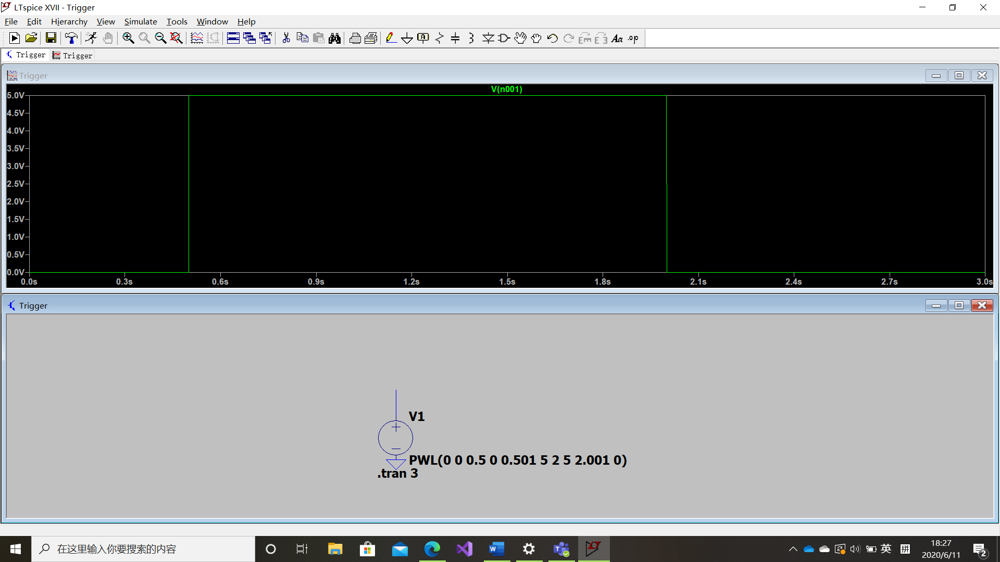 LTspice XVII - Trigger
File Edit Hierarchy View Simulate Tools Window Help
Aa .op
Trigger Trigger
Trigger
V(n001)
5.0V
4.5V
4.0V
3.5V
3.0V
2.5V
2.0V
1.5V
1.0V
0.5V
0.0V
0.0s 0.3s 0.6s 0.9s 1.2s 1.5s 1.8s 2.1s 2.4s 2.7s 3.0s
Trigger
V1
PWL(0 0 0.5 0 0.501 5 2 5 2.001 0)
.tran 3
在这里输入你要搜索的内容
英 拼
18:27
2020/6/11
2